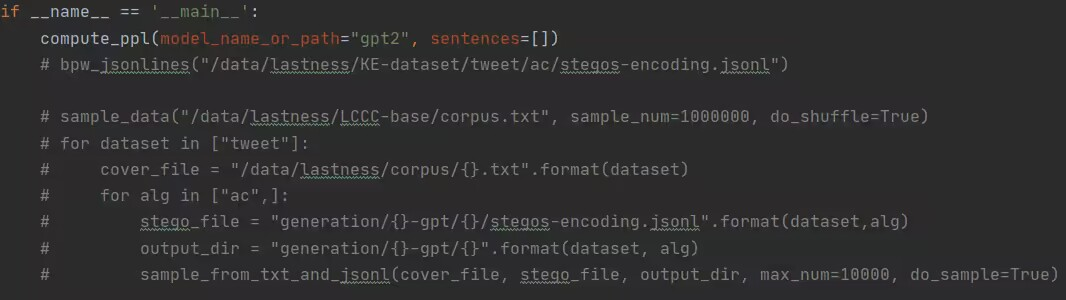 if __name__ == '__main__':
    compute_ppl(model_name_or_path="gpt2", sentences=[])
    # bpw_jsonlines("/data/lastness/KE-dataset/tweet/ac/stegos-encoding.jsonl")

    # sample_data("/data/lastness/LCCC-base/corpus.txt", sample_num=1000000, do_shuffle=True)
    # for dataset in ["tweet"]:
    #     cover_file = "/data/lastness/corpus/{}.txt".format(dataset)
    #     for alg in ["ac",]:
    #         stego_file = "generation/{}-gpt/{}/stegos-encoding.jsonl".format(dataset,alg)
    #         output_dir = "generation/{}-gpt/{}".format(dataset, alg)
    #         sample_from_txt_and_jsonl(cover_file, stego_file, output_dir, max_num=10000, do_sample=True)